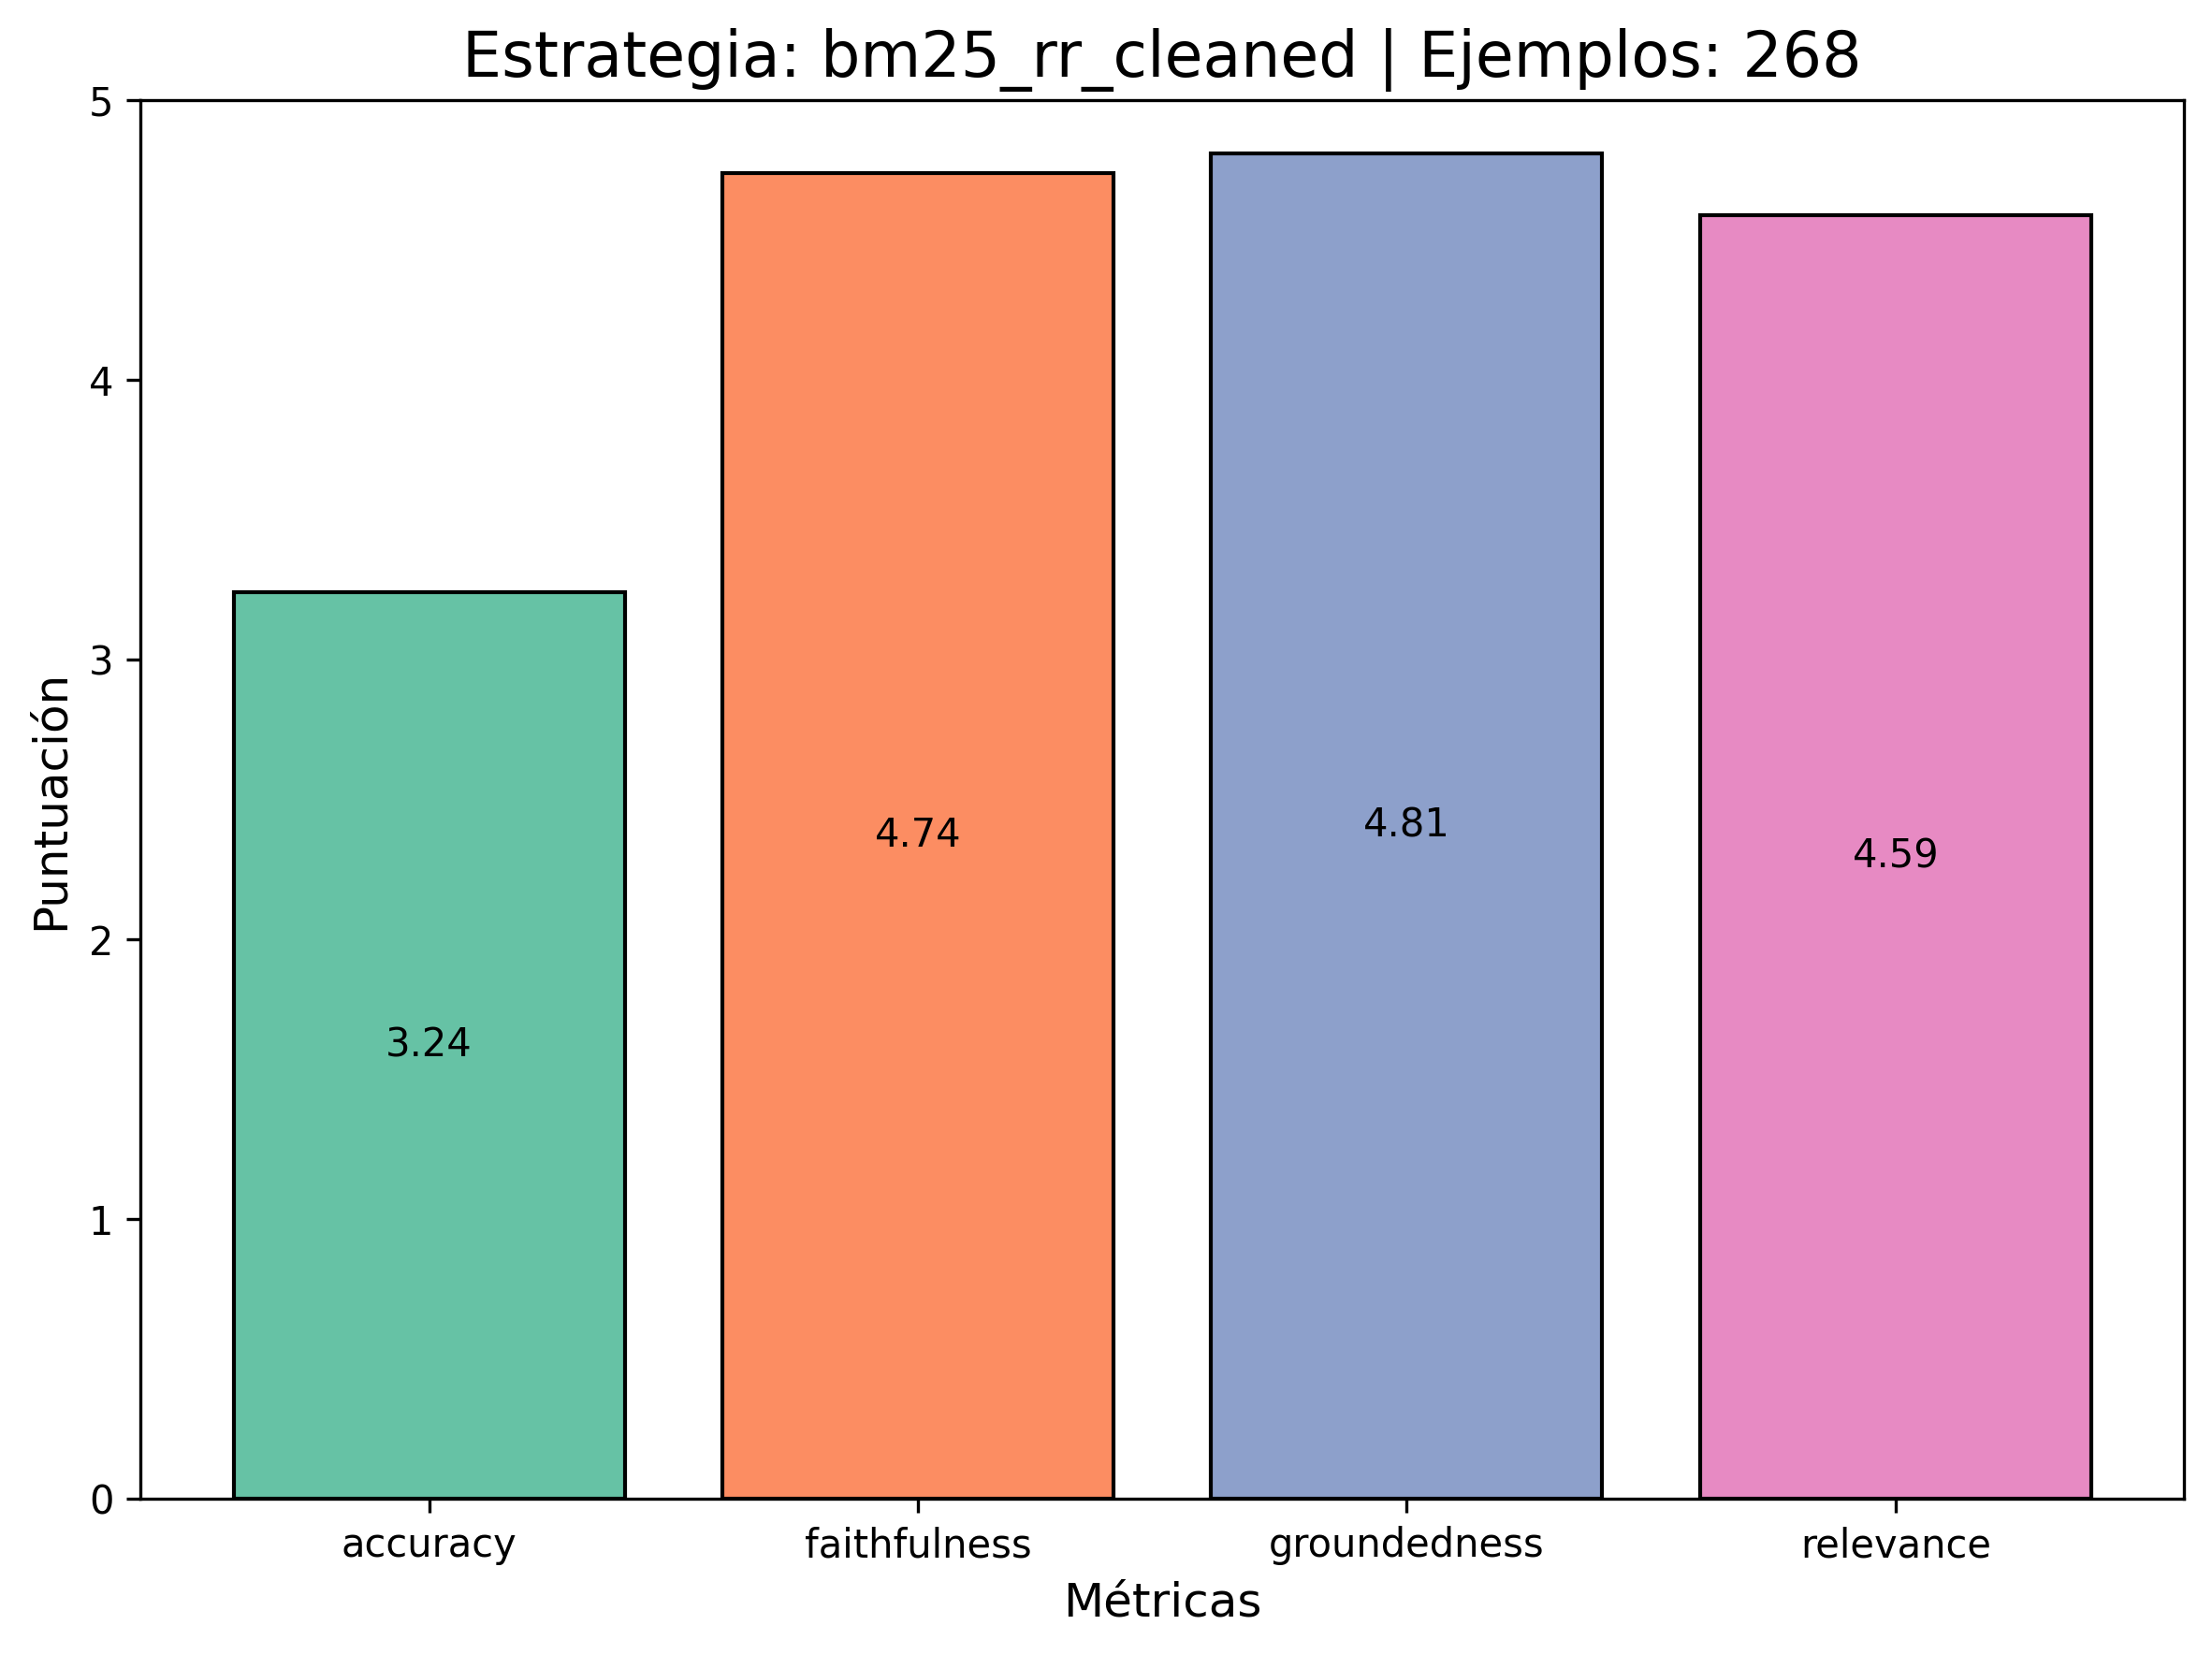 Estrategia: bm25_rr_cleaned | Ejemplos: 268
5
4
3
2
1
0
Puntuación
3.24
4.74
4.81
4.59
accuracy
faithfulness
groundedness
relevance
Métricas